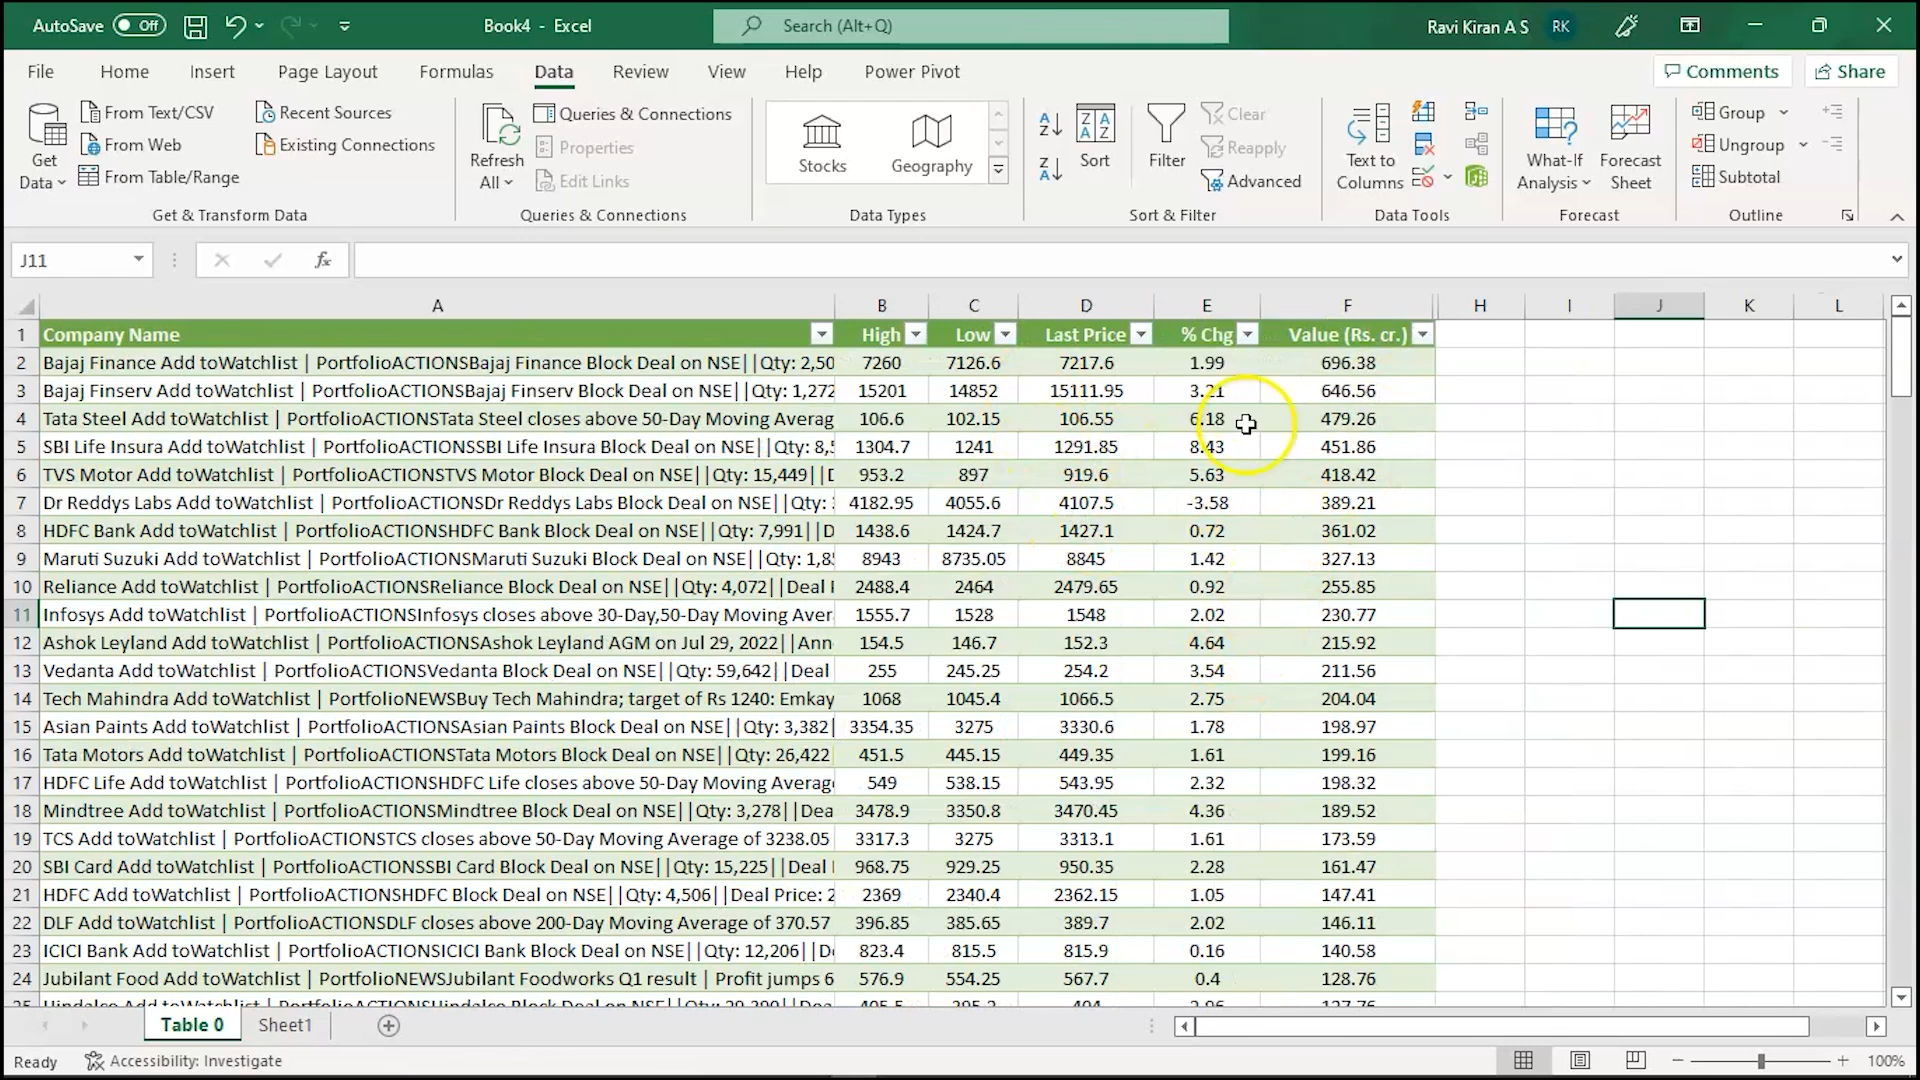 AutoSave Off Book4 - Excel Search (Alt+Q) Ravi Kiran A S RK
File Home Insert Page Layout Formulas Data Review View Help Power Pivot Comments Share
Get Data
From Text/CSV
From Web
From Table/Range
Recent Sources
Existing Connections
Get & Transform Data
Refresh All
Queries & Connections
Properties
Edit Links
Queries & Connections
Stocks Geography
Data Types
Sort
Filter
Clear
Reapply
Advanced
Sort & Filter
Text to Columns
Data Tools
What-If Analysis
Forecast Sheet
Forecast
Group
Ungroup
Subtotal
Outline
J11 fx
A B C D E F H I J K L
1 Company Name High Low Last Price % Chg Value (Rs. cr.)
2 Bajaj Finance Add toWatchlist | PortfolioACTIONSBajaj Finance Block Deal on NSE||Qty: 2,50 7260 7126.6 7217.6 1.99 696.38
3 Bajaj Finserv Add toWatchlist | PortfolioACTIONSBajaj Finserv Block Deal on NSE||Qty: 1,272 15201 14852 15111.95 3.21 646.56
4 Tata Steel Add toWatchlist | PortfolioACTIONSTata Steel closes above 50-Day Moving Averag 106.6 102.15 106.55 6.18 479.26
5 SBI Life Insura Add toWatchlist | PortfolioACTIONSSBI Life Insura Block Deal on NSE||Qty: 8,5 1304.7 1241 1291.85 8.43 451.86
6 TVS Motor Add toWatchlist | PortfolioACTIONSTVS Motor Block Deal on NSE||Qty: 15,449||D 953.2 897 919.6 5.63 418.42
7 Dr Reddys Labs Add toWatchlist | PortfolioACTIONSDr Reddys Labs Block Deal on NSE||Qty: 4182.95 4055.6 4107.5 -3.58 389.21
8 HDFC Bank Add toWatchlist | PortfolioACTIONSHDFC Bank Block Deal on NSE||Qty: 7,991||D 1438.6 1424.7 1427.1 0.72 361.02
9 Maruti Suzuki Add toWatchlist | PortfolioACTIONSMaruti Suzuki Block Deal on NSE||Qty: 1,8 8943 8735.05 8845 1.42 327.13
10 Reliance Add toWatchlist | PortfolioACTIONSReliance Block Deal on NSE||Qty: 4,072||Deal 2488.4 2464 2479.65 0.92 255.85
11 Infosys Add toWatchlist | PortfolioACTIONSInfosys closes above 30-Day,50-Day Moving Aver 1555.7 1528 1548 2.02 230.77
12 Ashok Leyland Add toWatchlist | PortfolioACTIONSAshok Leyland AGM on Jul 29, 2022||Ann 154.5 146.7 152.3 4.64 215.92
13 Vedanta Add toWatchlist | PortfolioACTIONSVedanta Block Deal on NSE||Qty: 59,642||Deal 255 245.25 254.2 3.54 211.56
14 Tech Mahindra Add toWatchlist | PortfolioNEWSBuy Tech Mahindra; target of Rs 1240: Emkay 1068 1045.4 1066.5 2.75 204.04
15 Asian Paints Add toWatchlist | PortfolioACTIONSAsian Paints Block Deal on NSE||Qty: 3,382| 3354.35 3275 3330.6 1.78 198.97
16 Tata Motors Add toWatchlist | PortfolioACTIONSTata Motors Block Deal on NSE||Qty: 26,422 451.5 445.15 449.35 1.61 199.16
17 HDFC Life Add toWatchlist | PortfolioACTIONSHDFC Life closes above 50-Day Moving Average 549 538.15 543.95 2.32 198.32
18 Mindtree Add toWatchlist | PortfolioACTIONSMindtree Block Deal on NSE||Qty: 3,278||Dea 3478.9 3350.8 3470.45 4.36 189.52
19 TCS Add toWatchlist | PortfolioACTIONSTCS closes above 50-Day Moving Average of 3238.05 3317.3 3275 3313.1 1.61 173.59
20 SBI Card Add toWatchlist | PortfolioACTIONSSBI Card Block Deal on NSE||Qty: 15,225||Deal 968.75 929.25 950.35 2.28 161.47
21 HDFC Add toWatchlist | PortfolioACTIONSHDFC Block Deal on NSE||Qty: 4,506||Deal Price: 2 2369 2340.4 2362.15 1.05 147.41
22 DLF Add toWatchlist | PortfolioACTIONSDLF closes above 200-Day Moving Average of 370.57 396.85 385.65 389.7 2.02 146.11
23 ICICI Bank Add toWatchlist | PortfolioACTIONSICICI Bank Block Deal on NSE||Qty: 12,206||D 823.4 815.5 815.9 0.16 140.58
24 Jubilant Food Add toWatchlist | PortfolioNEWSJubilant Foodworks Q1 result | Profit jumps 6 576.9 554.25 567.7 0.4 128.76
Table 0 Sheet1
Ready Accessibility: Investigate 100%